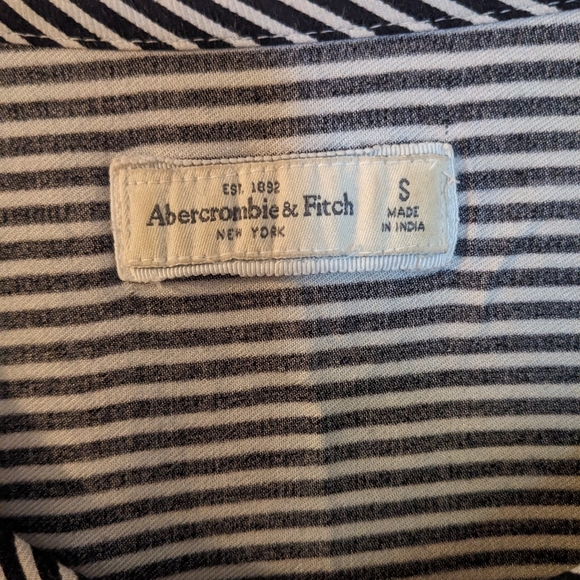 EST. 1892
Abercrombie & Fitch
NEW YORK
S
MADE
IN INDIA